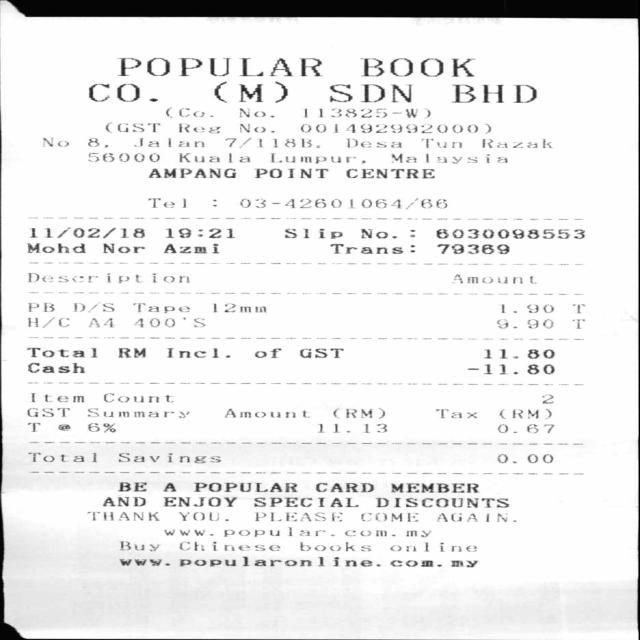 POPULAR BOOK
CO. (M) SDN BHD
(Co. No. 113825-W)
(GST Reg No. 001492992000)
No 8, Jalan 7/118B, Desa Tun Razak
56000 Kuala Lumpur, Malaysia
AMPANG POINT CENTRE
Tel : 03-42601064/66
11/02/18 19:21 Slip No.: 6030098553
Mohd Nor Azmi Trans: 79369
Description Amount
PB D/S Tape 12mm 1.90 T
H/C A4 400'S 9.90 T
Total RM Incl. of GST 11.80
Cash -11.80
Item Count 2
GST Summary Amount (RM) Tax (RM)
T @ 6% 11.13 0.67
Total Savings 0.00
BE A POPULAR CARD MEMBER
AND ENJOY SPECIAL DISCOUNTS
THANK YOU. PLEASE COME AGAIN.
www.popular.com.my
Buy Chinese books online
www.popularonline.com.my